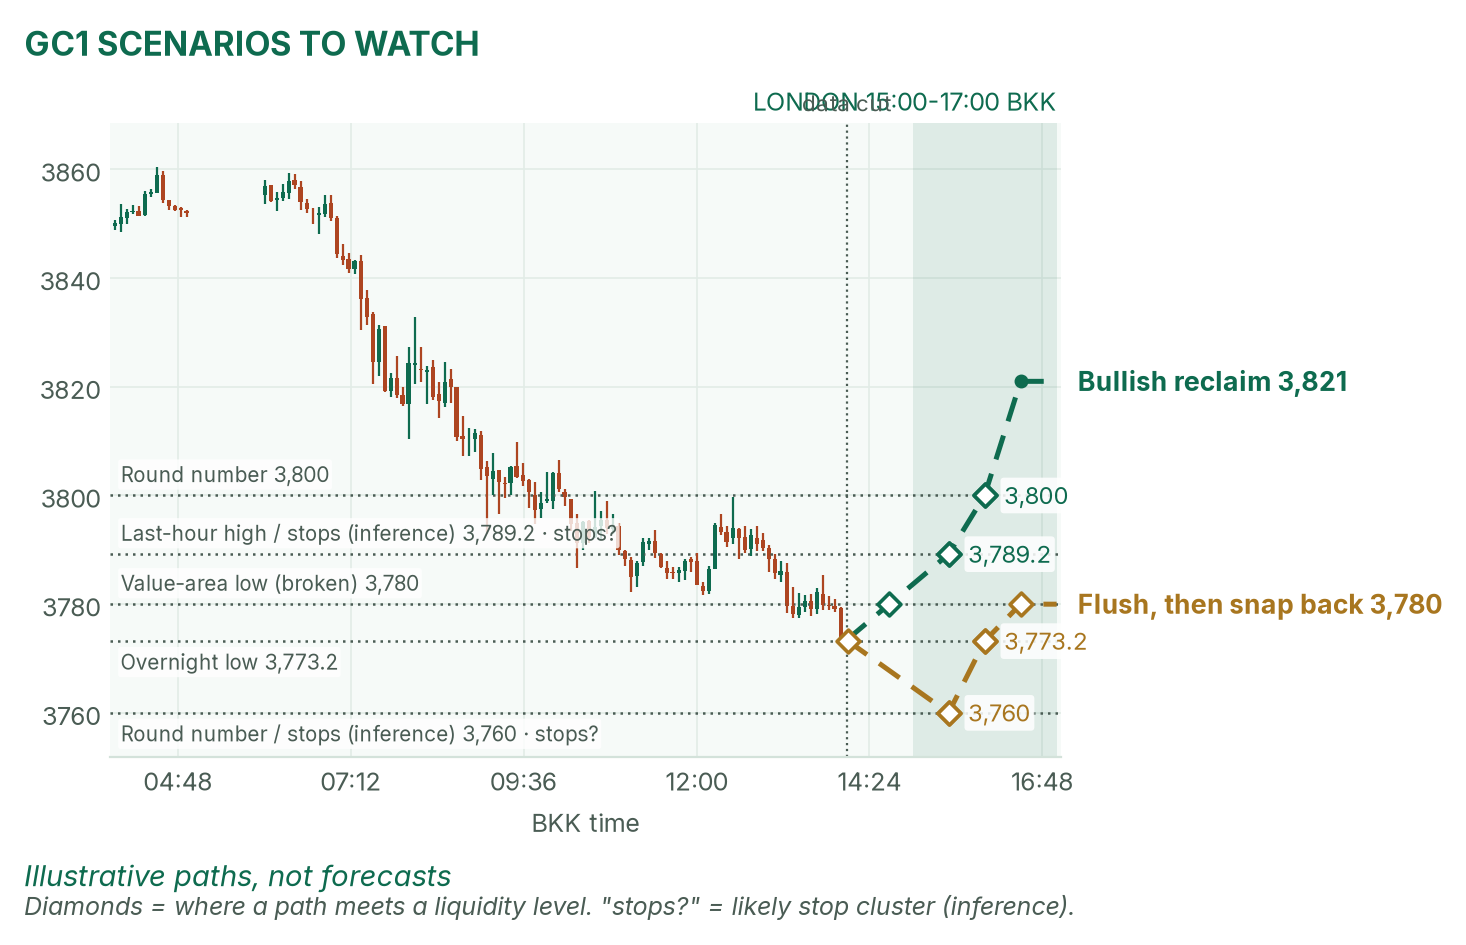 GC1 SCENARIOS TO WATCH
LONDON 15:00-17:00 BKK
data cut
3860
3840
3820
Bullish reclaim 3,821
Round number 3,800
3800
3,800
Last-hour high / stops (inference) 3,789.2 · stops?
3,789.2
Value-area low (broken) 3,780
3780
Flush, then snap back 3,780
3,773.2
Overnight low 3,773.2
3760
3,760
Round number / stops (inference) 3,760 · stops?
04:48 07:12 09:36 12:00 14:24 16:48
BKK time
Illustrative paths, not forecasts
Diamonds = where a path meets a liquidity level. "stops?" = likely stop cluster (inference).